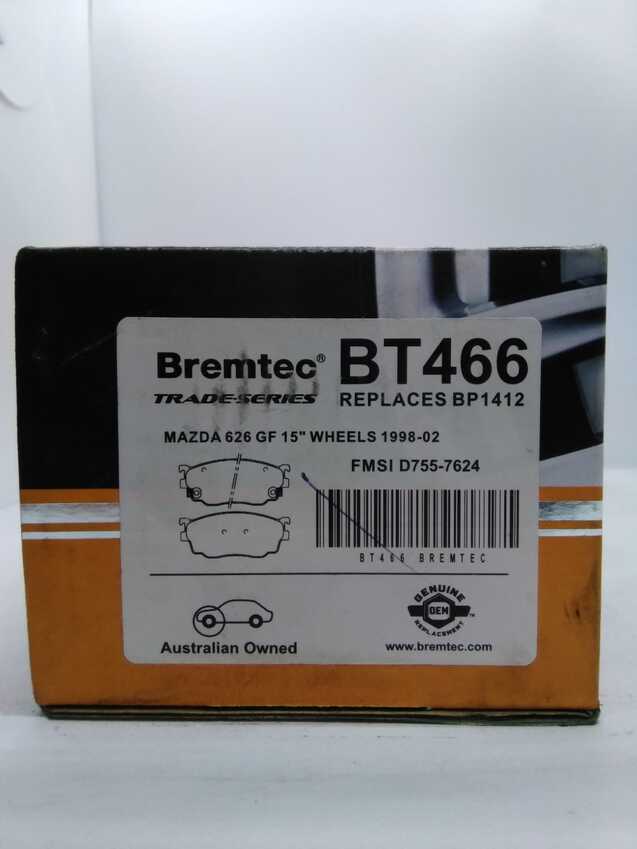 Bremtec® BT466
TRADE-SERIES REPLACES BP1412
MAZDA 626 GF 15" WHEELS 1998-02
FMSI D755-7624
BT466 BREMTEC
GENUINE
OEM
REPLACEMENT
™
Australian Owned www.bremtec.com